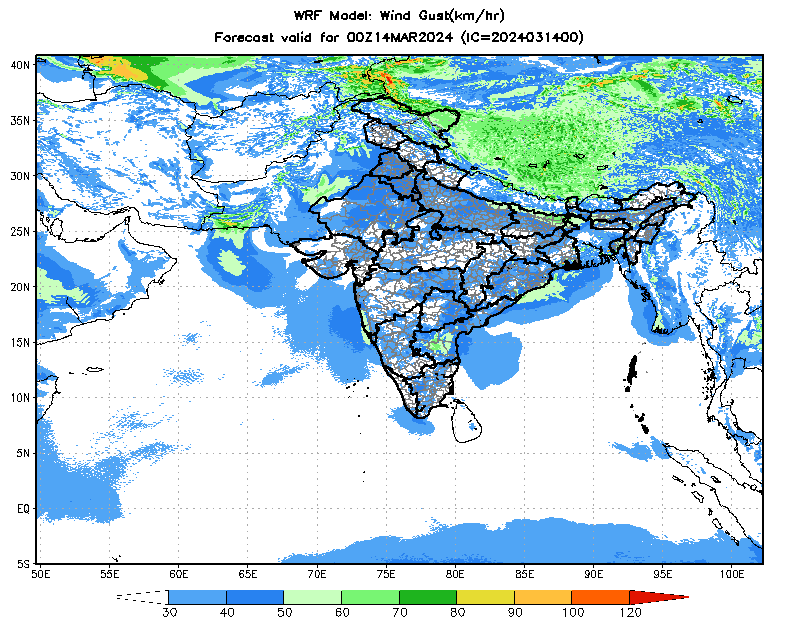 WRF Model: Wind Gust(km/hr)
Forecast valid for 00Z14MAR2024 (IC=2024031400)
40N
35N
30N
25N
20N
15N
10N
5N
EQ
5S
50E 55E 60E 65E 70E 75E 80E 85E 90E 95E 100E
30 40 50 60 70 80 90 100 120